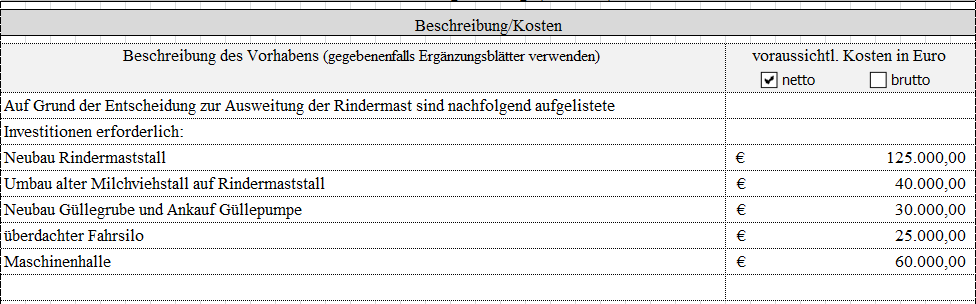 Beschreibung/Kosten
Beschreibung des Vorhabens (gegebenenfalls Ergänzungsblätter verwenden) voraussichtl. Kosten in Euro
netto brutto
Auf Grund der Entscheidung zur Ausweitung der Rindermast sind nachfolgend aufgelistete
Investitionen erforderlich:
Neubau Rindermaststall € 125.000,00
Umbau alter Milchviehstall auf Rindermaststall € 40.000,00
Neubau Güllegrube und Ankauf Güllepumpe € 30.000,00
überdachter Fahrsilo € 25.000,00
Maschinenhalle € 60.000,00